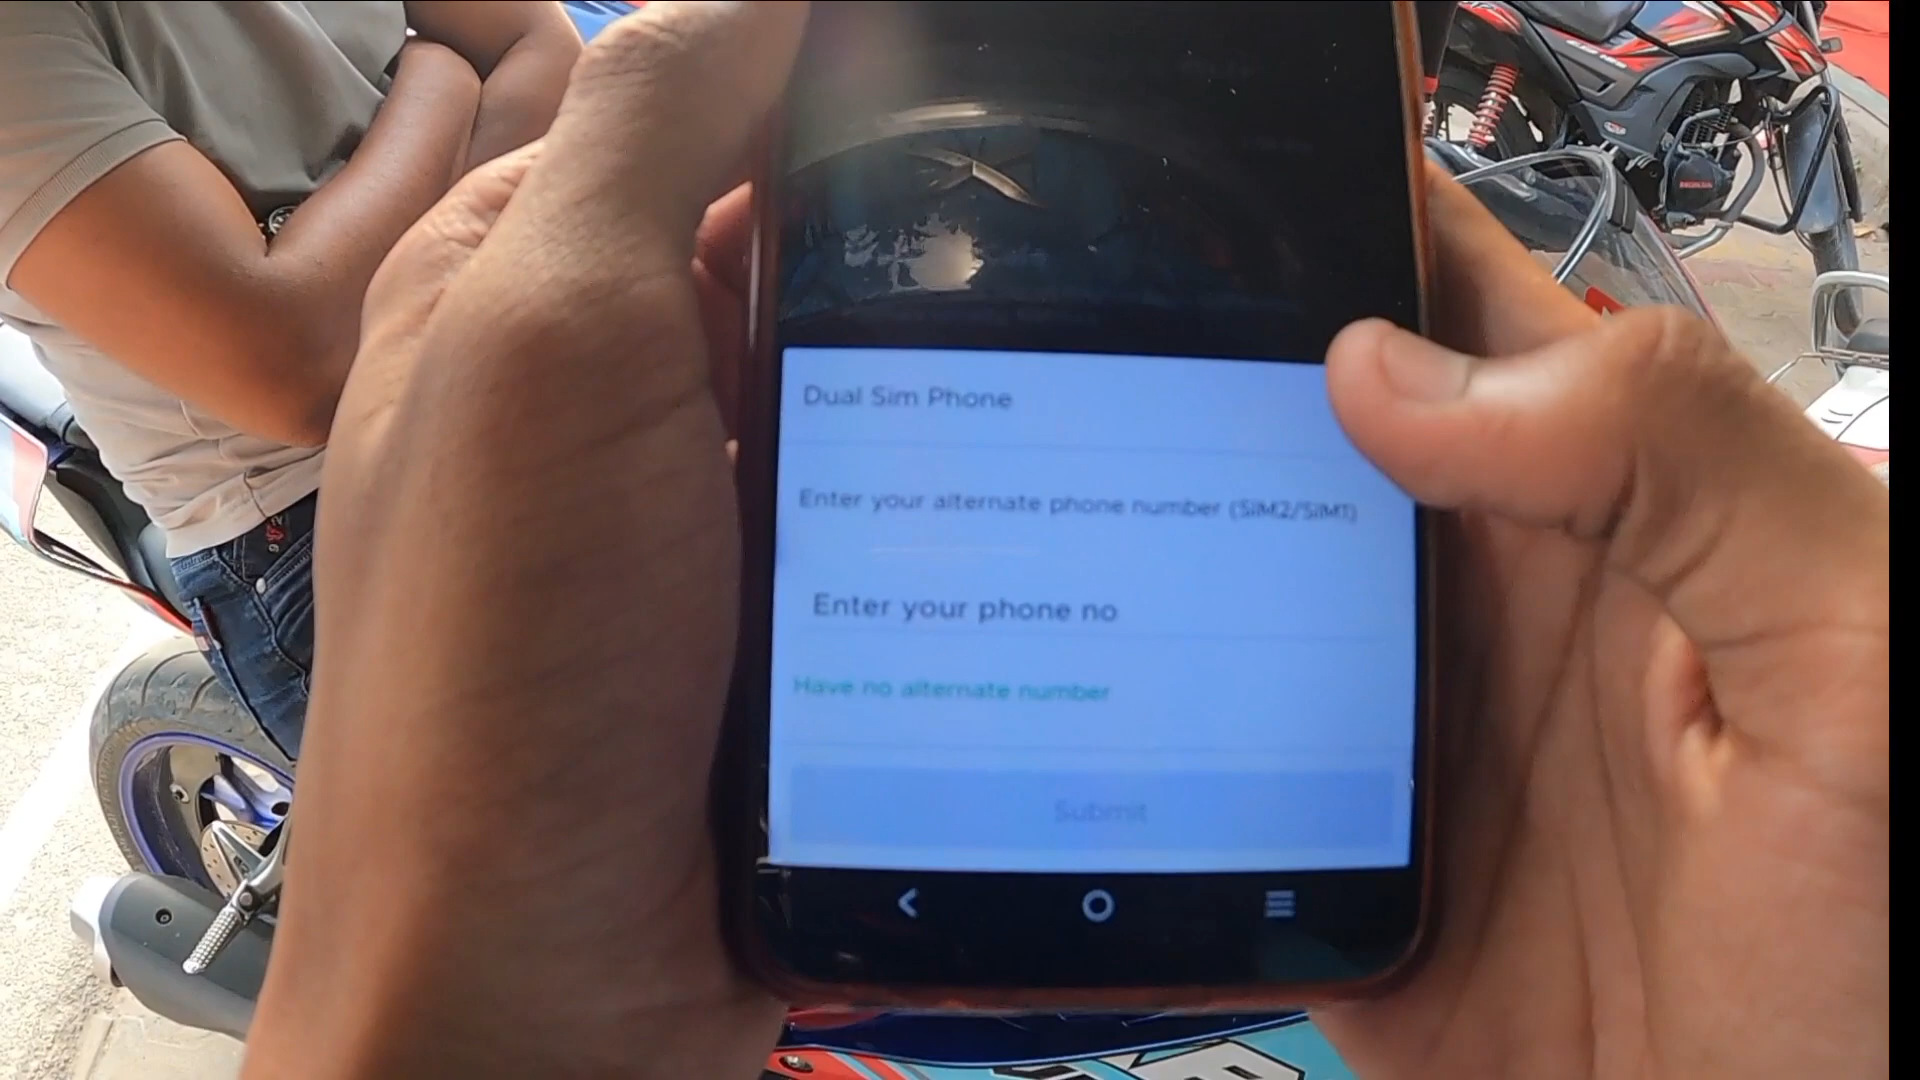 Dual Sim Phone
Enter your alternate phone number (SIM2/SIM1)
Enter your phone no
Have no alternate number
Submit
HONDA